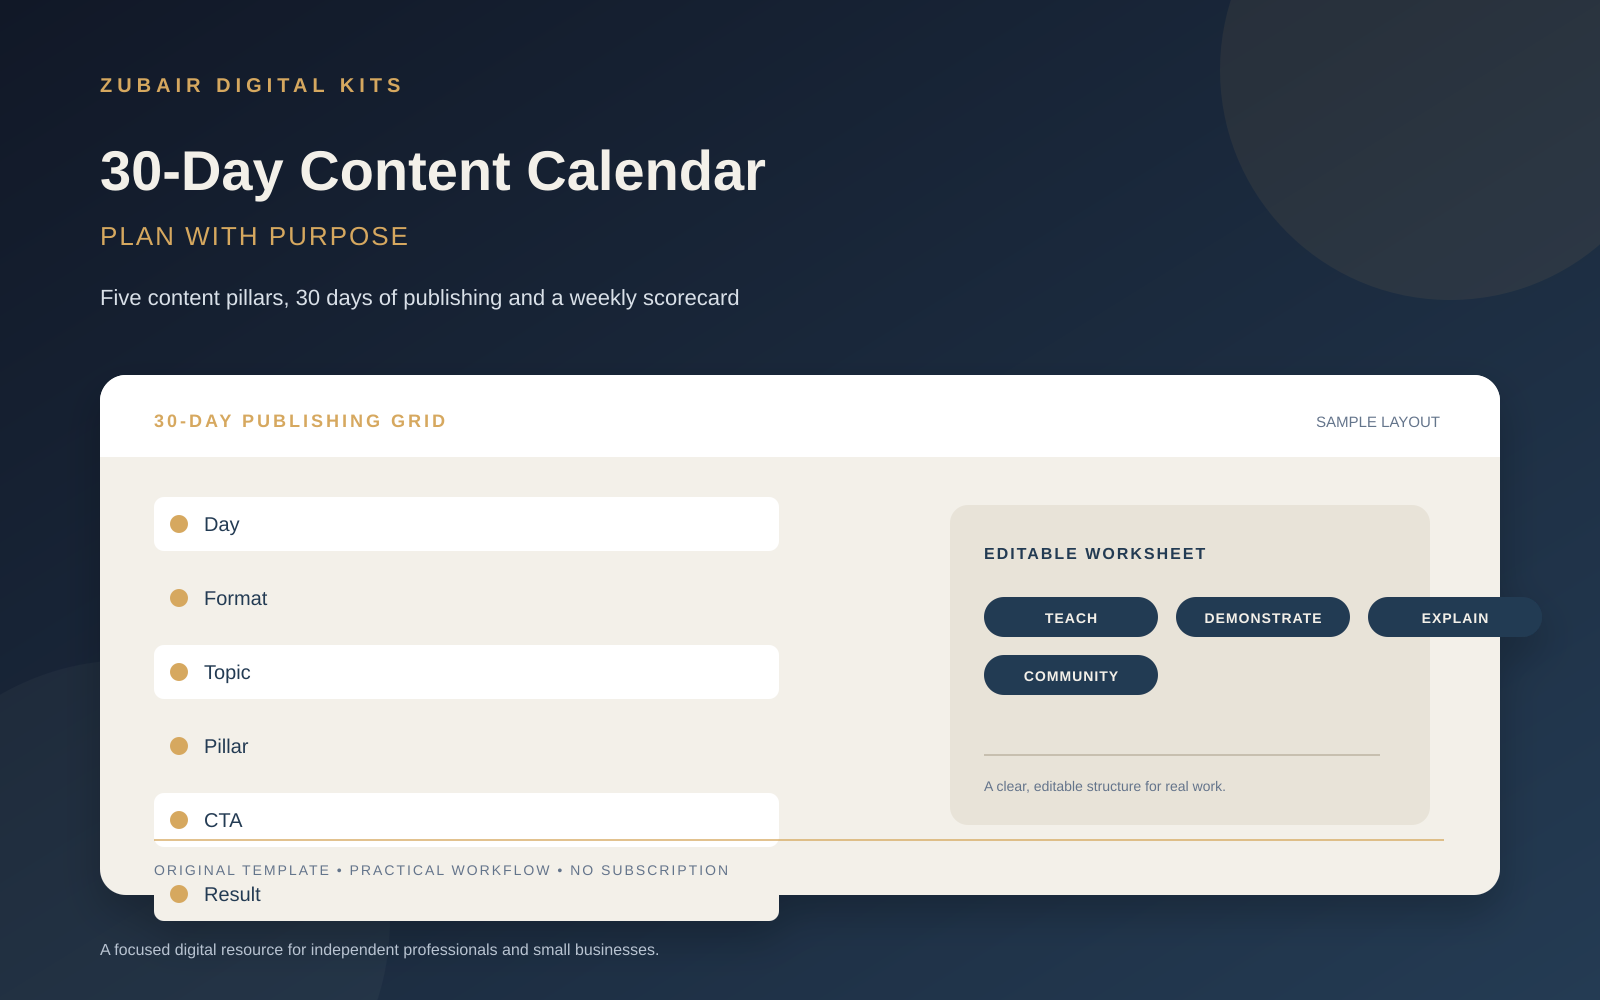 ZUBAIR DIGITAL KITS
30-Day Content Calendar
PLAN WITH PURPOSE
Five content pillars, 30 days of publishing and a weekly scorecard
30-DAY PUBLISHING GRID
SAMPLE LAYOUT
Day
Format
Topic
Pillar
CTA
Result
EDITABLE WORKSHEET
TEACH
DEMONSTRATE
EXPLAIN
COMMUNITY
A clear, editable structure for real work.
ORIGINAL TEMPLATE • PRACTICAL WORKFLOW • NO SUBSCRIPTION
A focused digital resource for independent professionals and small businesses.